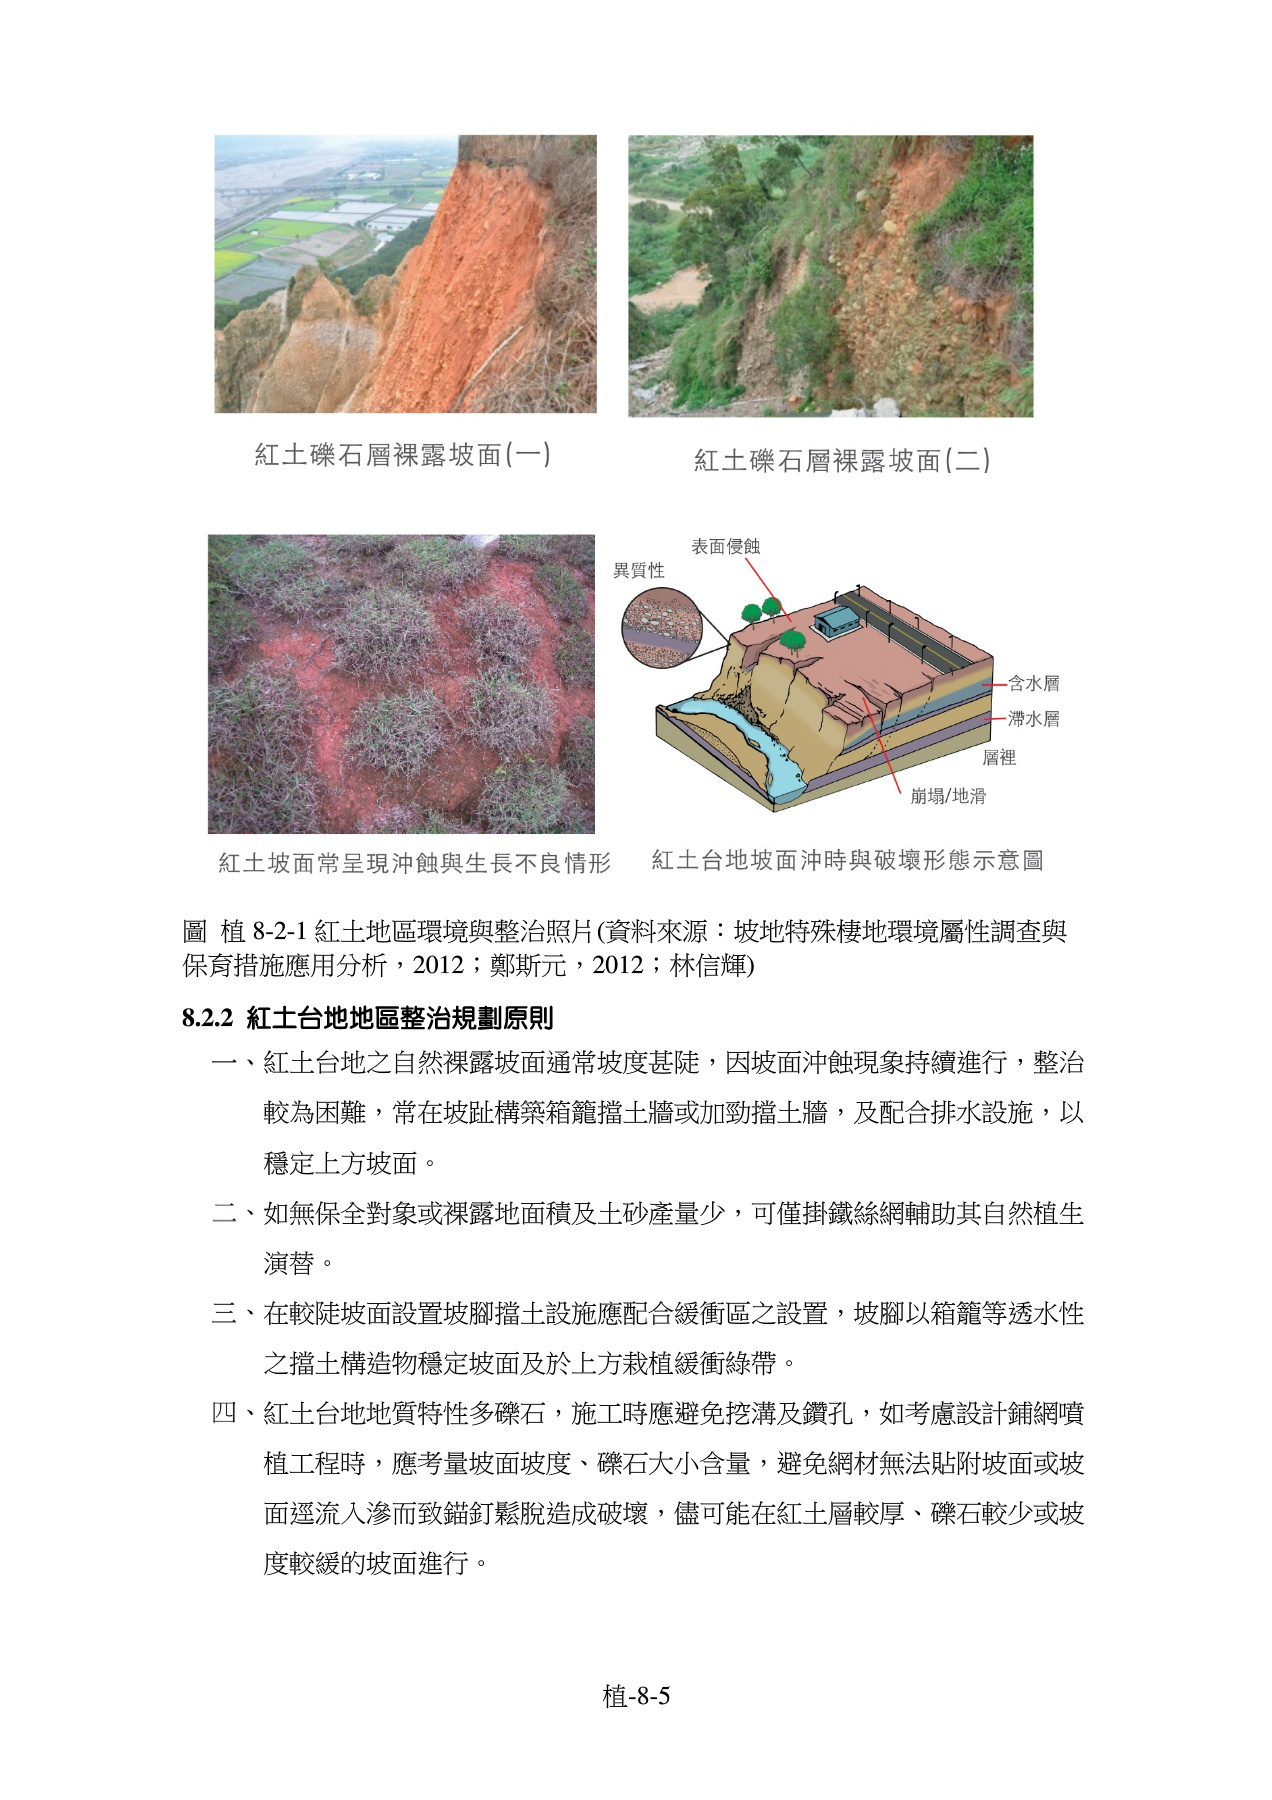 紅土礫石層裸露坡面(一)
紅土礫石層裸露坡面(二)
表面侵蝕
異質性
含水層
滯水層
層裡
崩塌/地滑
紅土坡面常呈現沖蝕與生長不良情形
紅土台地坡面沖時與破壞形態示意圖
圖 植 8-2-1 紅土地區環境與整治照片(資料來源：坡地特殊棲地環境屬性調查與
保育措施應用分析，2012；鄭斯元，2012；林信輝)
8.2.2 紅土台地地區整治規劃原則
一、紅土台地之自然裸露坡面通常坡度甚陡，因坡面沖蝕現象持續進行，整治
較為困難，常在坡趾構築箱籠擋土牆或加勁擋土牆，及配合排水設施，以
穩定上方坡面。
二、如無保全對象或裸露地面積及土砂產量少，可僅掛鐵絲網輔助其自然植生
演替。
三、在較陡坡面設置坡腳擋土設施應配合緩衝區之設置，坡腳以箱籠等透水性
之擋土構造物穩定坡面及於上方栽植緩衝綠帶。
四、紅土台地地質特性多礫石，施工時應避免挖溝及鑽孔，如考慮設計鋪網噴
植工程時，應考量坡面坡度、礫石大小含量，避免網材無法貼附坡面或坡
面逕流入滲而致錨釘鬆脫造成破壞，儘可能在紅土層較厚、礫石較少或坡
度較緩的坡面進行。
植-8-5